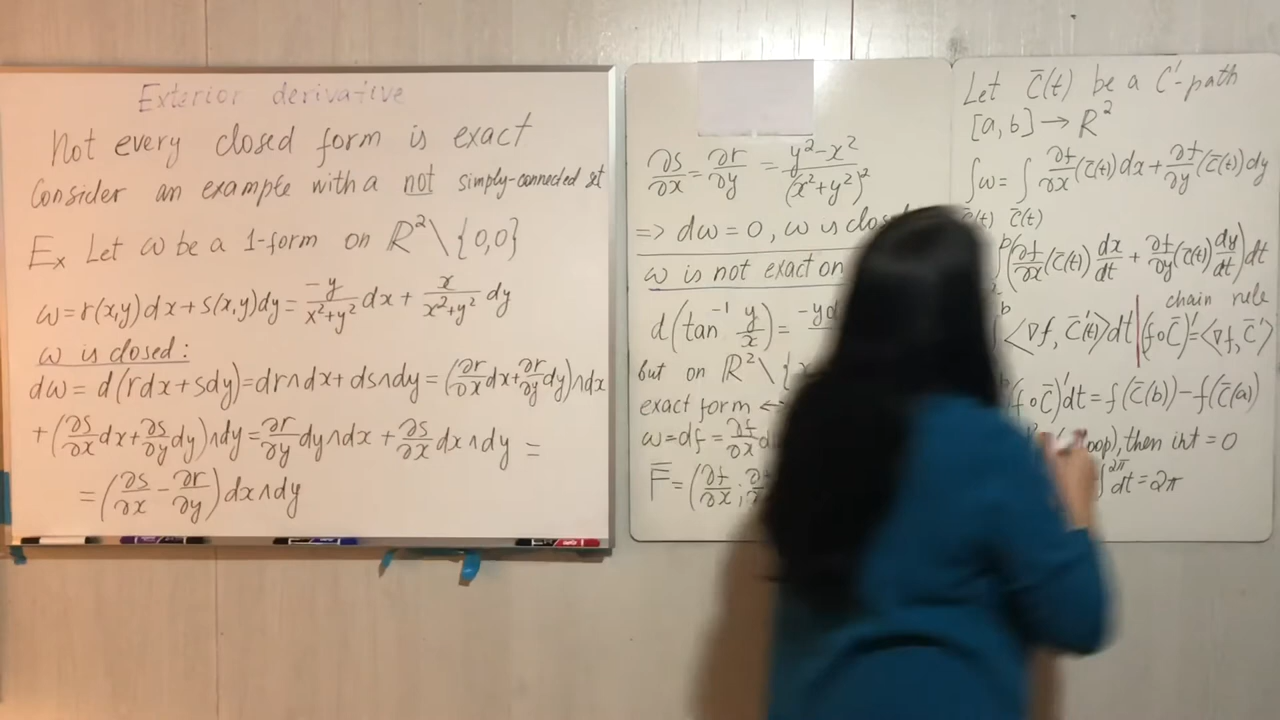 Exterior derivative
Not every closed form is exact
Consider an example with a not simply-connected set
Ex Let ω be a 1-form on R²\{0,0}
ω=r(x,y)dx+s(x,y)dy=-y/(x²+y²)dx+x/(x²+y²)dy
ω is closed:
dω=d(rdx+sdy)=dr∧dx+ds∧dy=(∂r/∂x dx+∂r/∂y dy)∧dx
+(∂s/∂x dx+∂s/∂y dy)∧dy=∂r/∂y dy∧dx+∂s/∂x dx∧dy=
=(∂s/∂x-∂r/∂y)dx∧dy
∂s/∂x=∂r/∂y=(y²-x²)/(x²+y²)²
=> dω=0, ω is
ω is not exact on
d(tan⁻¹ y/x)=
but on R²\{
exact form ↔
ω=df=∂f/∂x
F̄=(∂f/∂x;
Let c̄(t) be a C'-path
[a,b]→R²
∫ω=∫∂f/∂x(c̄(t))dx+∂f/∂y(c̄(t))dy
c̄(t) c̄(t)
(∂f/∂x(c̄(t))dx/dt+∂f/∂y(c̄(t))dy/dt)dt
chain rule
<∇f,c̄'(t)>dt|(f∘c̄)'=<∇f,c̄'>
(f∘c̄)'dt=f(c̄(b))-f(c̄(a))
then int=0
∫^2π dt=2π